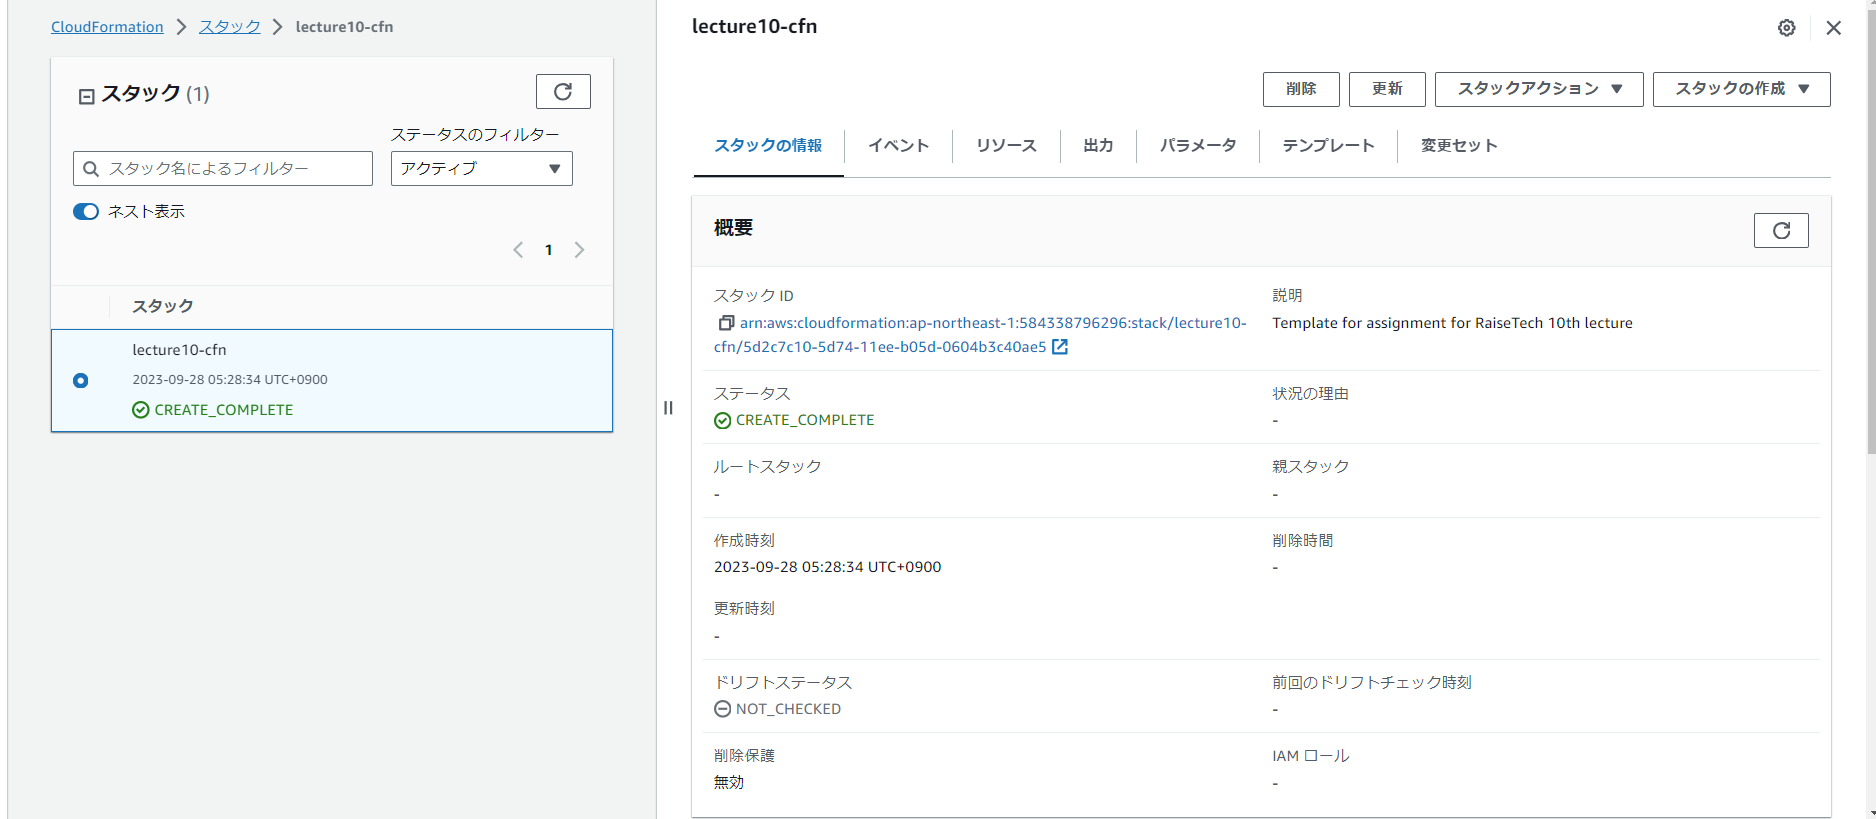 CloudFormation > スタック > lecture10-cfn
スタック (1)
ステータスのフィルター
スタック名によるフィルター
アクティブ
ネスト表示
1
スタック
lecture10-cfn
2023-09-28 05:28:34 UTC+0900
CREATE_COMPLETE
lecture10-cfn
削除 更新 スタックアクション スタックの作成
スタックの情報 イベント リソース 出力 パラメータ テンプレート 変更セット
概要
スタック ID
arn:aws:cloudformation:ap-northeast-1:584338796296:stack/lecture10-
cfn/5d2c7c10-5d74-11ee-b05d-0604b3c40ae5
説明
Template for assignment for RaiseTech 10th lecture
ステータス
CREATE_COMPLETE
状況の理由
-
ルートスタック
-
親スタック
-
作成時刻
2023-09-28 05:28:34 UTC+0900
削除時間
-
更新時刻
-
ドリフトステータス
NOT_CHECKED
前回のドリフトチェック時刻
-
削除保護
無効
IAM ロール
-